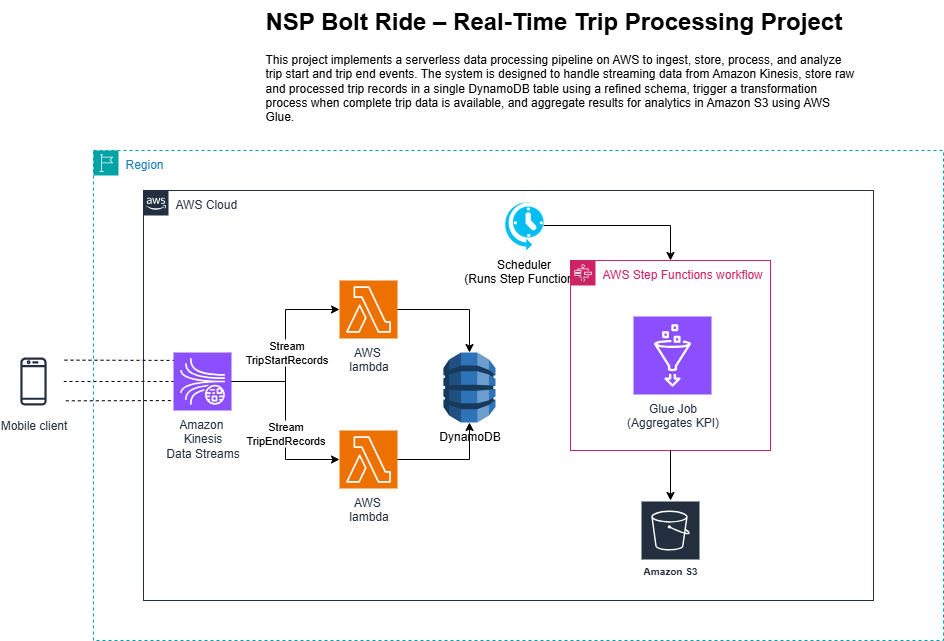 NSP Bolt Ride – Real-Time Trip Processing Project
This project implements a serverless data processing pipeline on AWS to ingest, store, process, and analyze
trip start and trip end events. The system is designed to handle streaming data from Amazon Kinesis, store raw
and processed trip records in a single DynamoDB table using a refined schema, trigger a transformation
process when complete trip data is available, and aggregate results for analytics in Amazon S3 using AWS
Glue.
Region
aws
AWS Cloud
Scheduler
(Runs Step Function
AWS Step Functions workflow
Stream
TripStartRecords
AWS
lambda
Glue Job
(Aggregates KPI)
Mobile client
Amazon
Kinesis
Data Streams
Stream
TripEndRecords
DynamoDB
AWS
lambda
Amazon S3